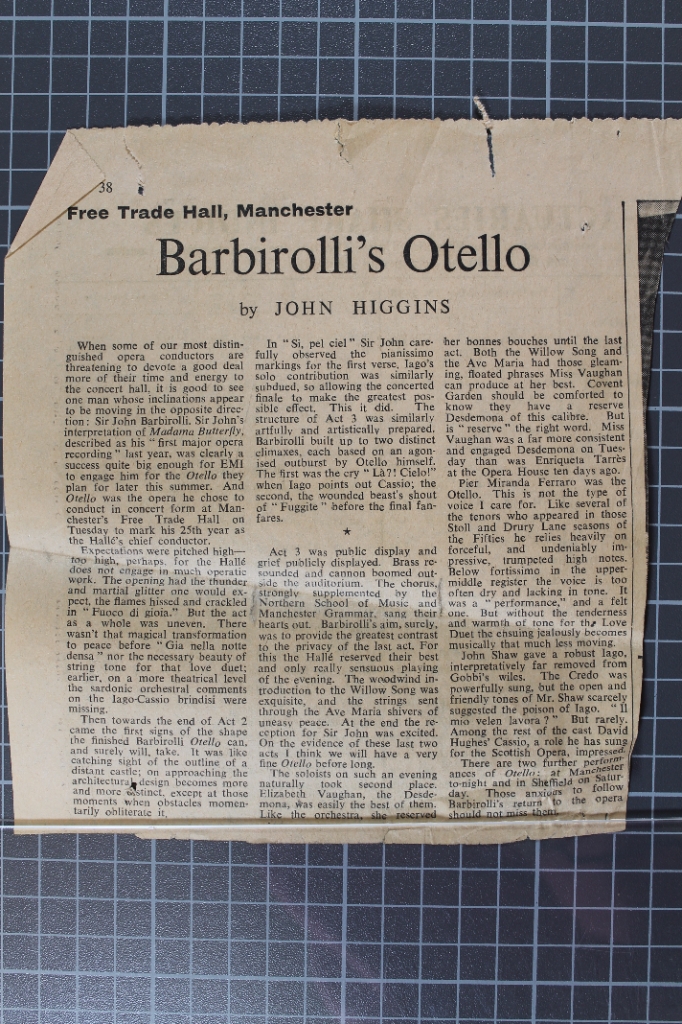 38
Free Trade Hall, Manchester
Barbirolli's Otello
by JOHN HIGGINS
When some of our most distin-
guished opera conductors are
threatening to devote a good deal
more of their time and energy to
the concert hall, it is good to see
one man whose inclinations appear
to be moving in the opposite direc-
tion: Sir John Barbirolli. Sir John's
interpretation of Madama Butterfly,
described as his "first major opera
recording" last year, was clearly a
success quite big enough for EMI
to engage him for the Otello they
plan for later this summer. And
Otello was the opera he chose to
conduct in concert form at Man-
chester's Free Trade Hall on
Tuesday to mark his 25th year as
the Hallé's chief conductor.
Expectations were pitched high—
too high, perhaps, for the Hallé
does not engage in much operatic
work. The opening had the thunder
and martial glitter one would ex-
pect, the flames hissed and crackled
in "Fuoco di gioia." But the act
as a whole was uneven. There
wasn't that magical transformation
to peace before "Gia nella notte
densa" nor the necessary beauty of
string tone for that love duet;
earlier, on a more theatrical level
the sardonic orchestral comments
on the Iago-Cassio brindisi were
missing.
Then towards the end of Act 2
came the first signs of the shape
the finished Barbirolli Otello can,
and surely will, take. It was like
catching sight of the outline of a
distant castle; on approaching the
architectural design becomes more
and more distinct, except at those
moments when obstacles momen-
tarily obliterate it.
In "Si, pel ciel" Sir John care-
fully observed the pianissimo
markings for the first verse, Iago's
solo contribution was similarly
subdued, so allowing the concerted
finale to make the greatest pos-
sible effect. This it did. The
structure of Act 3 was similarly
artfully and artistically prepared.
Barbirolli built up to two distinct
climaxes, each based on an agon-
ised outburst by Otello himself.
The first was the cry "Là?! Cielo!"
when Iago points out Cassio; the
second, the wounded beast's shout
of "Fuggite" before the final fan-
fares.
★
Act 3 was public display and
grief publicly displayed. Brass re-
sounded and cannon boomed out-
side the auditorium. The chorus,
strongly supplemented by the
Northern School of Music and
Manchester Grammar, sang their
hearts out. Barbirolli's aim, surely,
was to provide the greatest contrast
to the privacy of the last act. For
this the Hallé reserved their best
and only really sensuous playing
of the evening. The woodwind in-
troduction to the Willow Song was
exquisite, and the strings sent
through the Ave Maria shivers of
uneasy peace. At the end the re-
ception for Sir John was excited.
On the evidence of these last two
acts I think we will have a very
fine Otello before long.
The soloists on such an evening
naturally took second place.
Elizabeth Vaughan, the Desde-
mona, was easily the best of them.
Like the orchestra, she reserved
her bonnes bouches until the last
act. Both the Willow Song and
the Ave Maria had those gleam-
ing, floated phrases Miss Vaughan
can produce at her best. Covent
Garden should be comforted to
know they have a reserve
Desdemona of this calibre. But
is "reserve" the right word. Miss
Vaughan was a far more consistent
and engaged Desdemona on Tues-
day than was Enriqueta Tarrès
at the Opera House ten days ago.
Pier Miranda Ferraro was the
Otello. This is not the type of
voice I care for. Like several of
the tenors who appeared in those
Stoll and Drury Lane seasons of
the Fifties he relies heavily on
forceful, and undeniably im-
pressive, trumpeted high notes.
Below fortissimo in the upper-
middle register the voice is too
often dry and lacking in tone. It
was a "performance," and a felt
one. But without the tenderness
and warmth of tone for the Love
Duet the ensuing jealously becomes
musically that much less moving.
John Shaw gave a robust Iago,
interpretatively far removed from
Gobbi's wiles. The Credo was
powerfully sung, but the open and
friendly tones of Mr. Shaw scarcely
suggested the poison of Iago. "Il
mio velen lavora?" But rarely.
Among the rest of the cast David
Hughes' Cassio, a role he has sung
for the Scottish Opera, impressed.
There are two further perform-
ances of Otello: at Manchester
to-night and in Sheffield on Satur-
day. Those anxious to follow
Barbirolli's return to the opera
should not miss them.